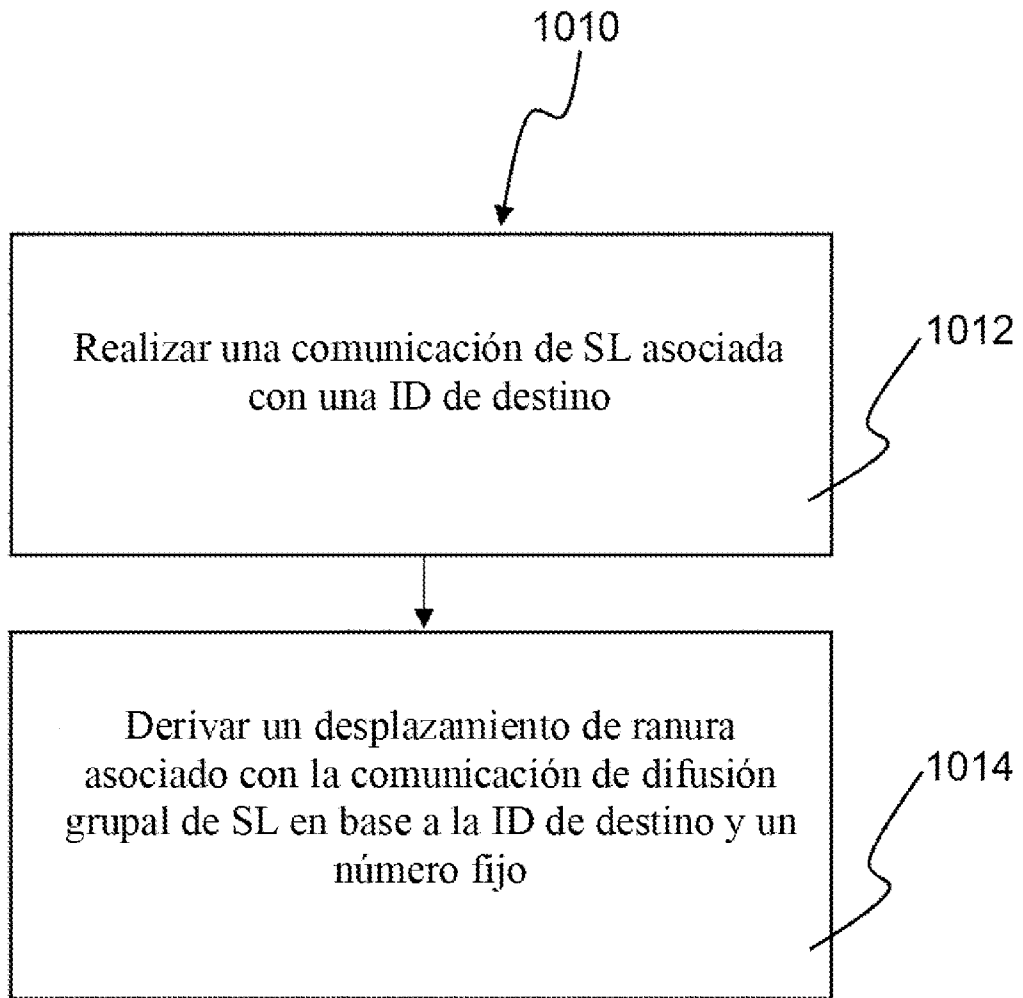 1010
Realizar una comunicación de SL asociada
con una ID de destino
1012
Derivar un desplazamiento de ranura
asociado con la comunicación de difusión
grupal de SL en base a la ID de destino y un
número fijo
1014